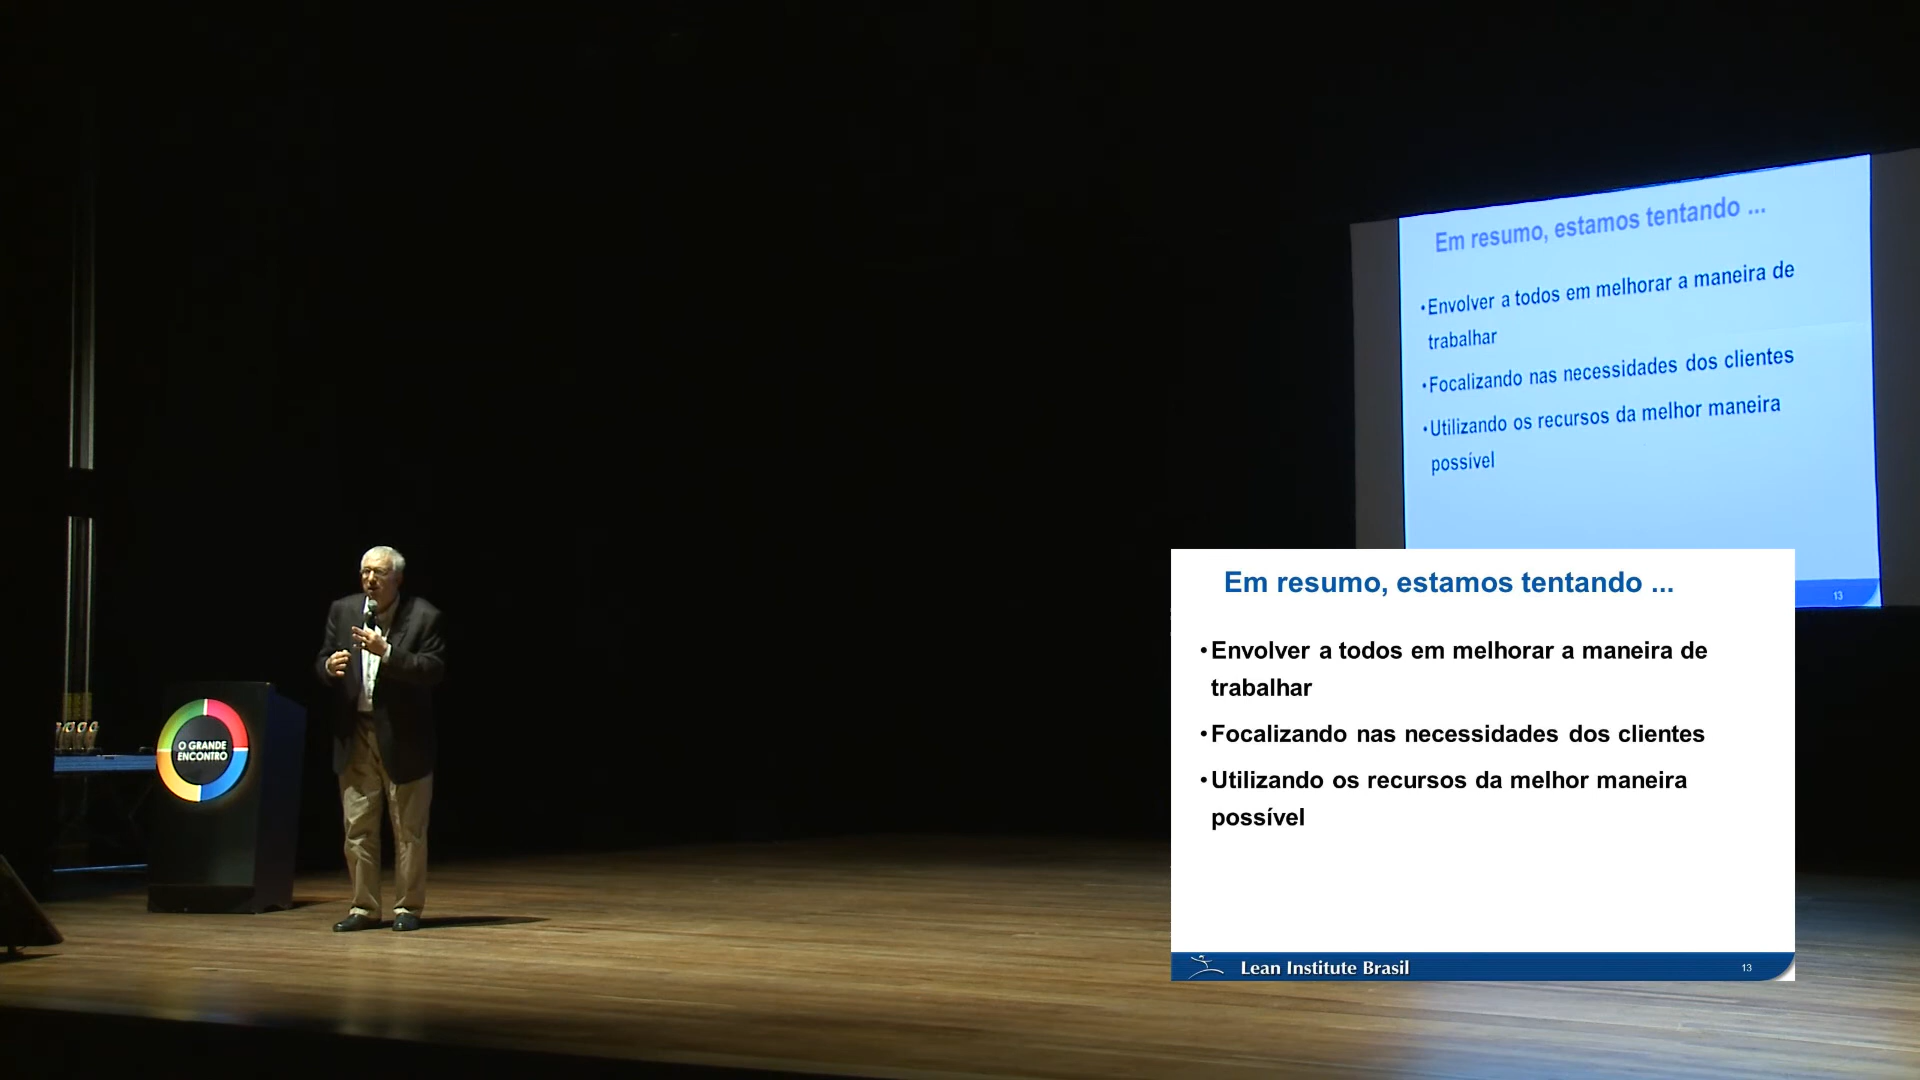 Em resumo, estamos tentando ...
•Envolver a todos em melhorar a maneira de
trabalhar
•Focalizando nas necessidades dos clientes
•Utilizando os recursos da melhor maneira
possível
13
O GRANDE
ENCONTRO
Em resumo, estamos tentando ...
•Envolver a todos em melhorar a maneira de
trabalhar
•Focalizando nas necessidades dos clientes
•Utilizando os recursos da melhor maneira
possível
Lean Institute Brasil
13